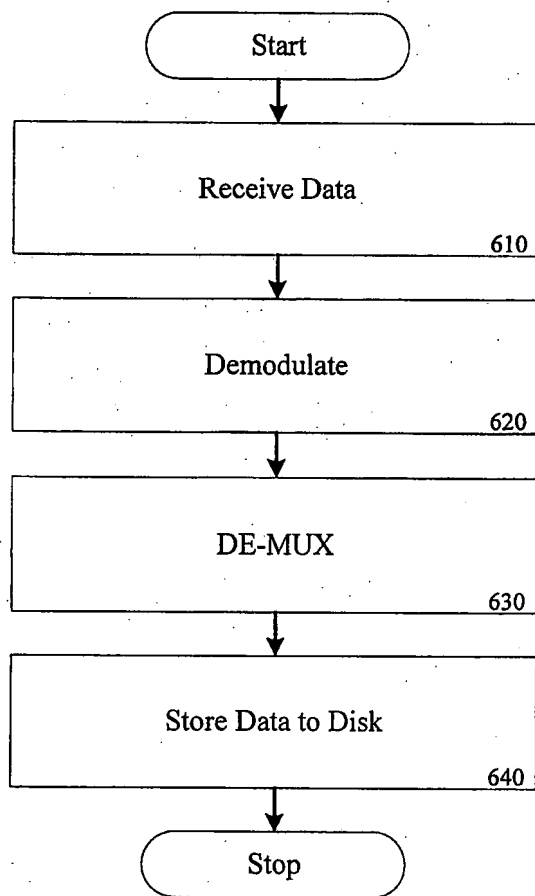 Start
Receive Data
610
Demodulate
620
DE-MUX
630
Store Data to Disk
640
Stop